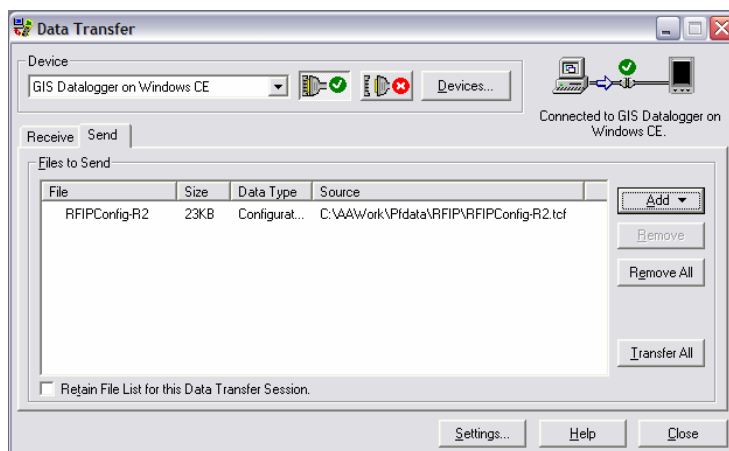 Data Transfer
Device
GIS Datalogger on Windows CE
Devices...
Connected to GIS Datalogger on
Windows CE.
Receive Send
Files to Send
File Size Data Type Source
RFIPConfig-R2 23KB Configurat... C:\AAWork\Pfdata\RFIP\RFIPConfig-R2.tcf
Add
Remove
Remove All
Transfer All
Retain File List for this Data Transfer Session.
Settings... Help Close